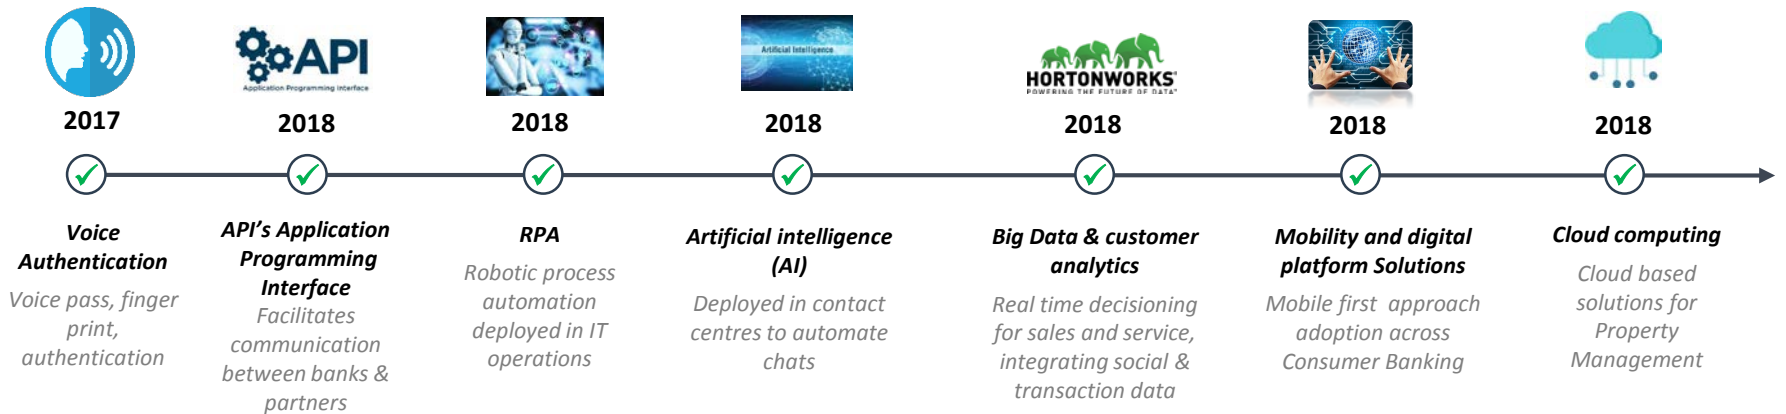 API
Application Programming Interface
Artificial Intelligence
HORTONWORKS
POWERING THE FUTURE OF DATA
2017
2018
2018
2018
2018
2018
2018
Voice
Authentication
Voice pass, finger
print,
authentication
API's Application
Programming
Interface
Facilitates
communication
between banks &
partners
RPA
Robotic process
automation
deployed in IT
operations
Artificial intelligence
(AI)
Deployed in contact
centres to automate
chats
Big Data & customer
analytics
Real time decisioning
for sales and service,
integrating social &
transaction data
Mobility and digital
platform Solutions
Mobile first approach
adoption across
Consumer Banking
Cloud computing
Cloud based
solutions for
Property
Management